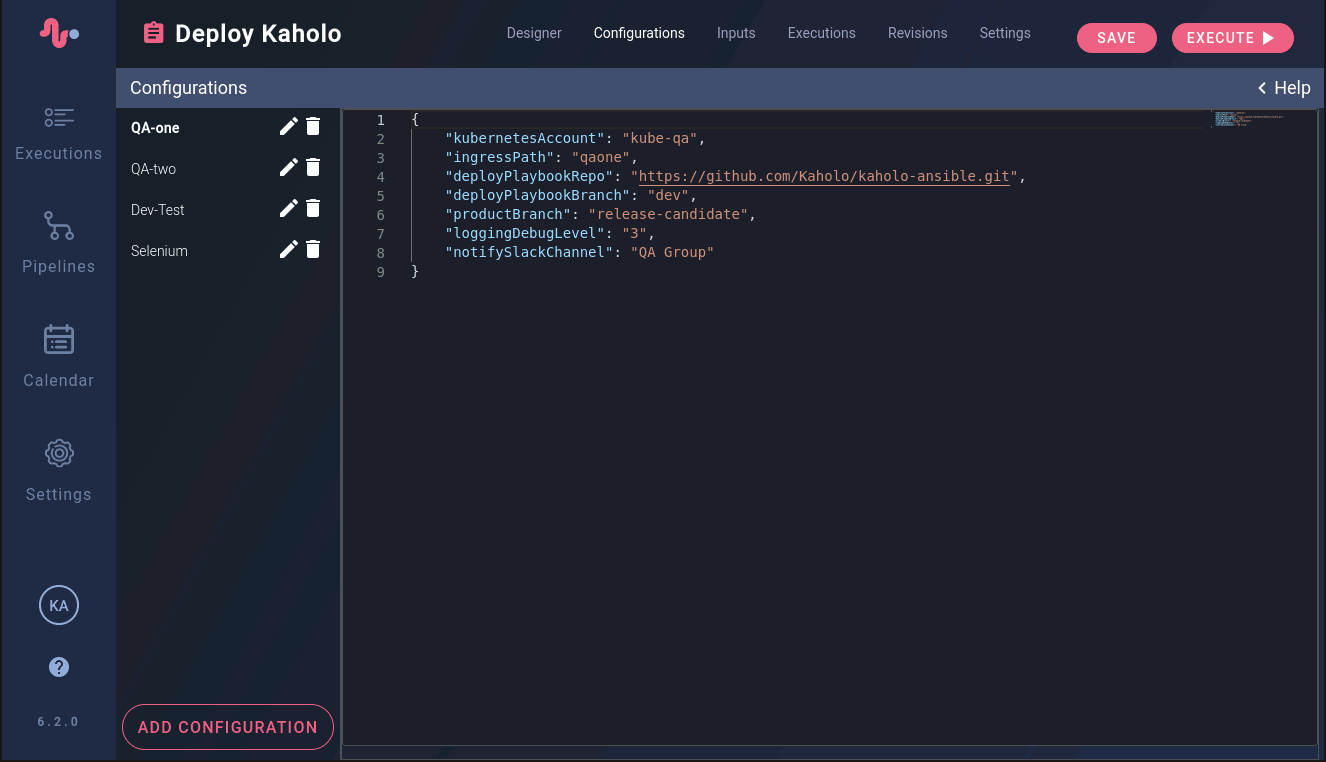 Deploy Kaholo
Designer
Configurations
Inputs
Executions
Revisions
Settings
SAVE
EXECUTE
Configurations
Help
Executions
Pipelines
Calendar
Settings
KA
?
6.2.0
QA-one
QA-two
Dev-Test
Selenium
ADD CONFIGURATION
1 {
2 "kubernetesAccount": "kube-qa",
3 "ingressPath": "qaone",
4 "deployPlaybookRepo": "https://github.com/Kaholo/kaholo-ansible.git",
5 "deployPlaybookBranch": "dev",
6 "productBranch": "release-candidate",
7 "loggingDebugLevel": "3",
8 "notifySlackChannel": "QA Group"
9 }